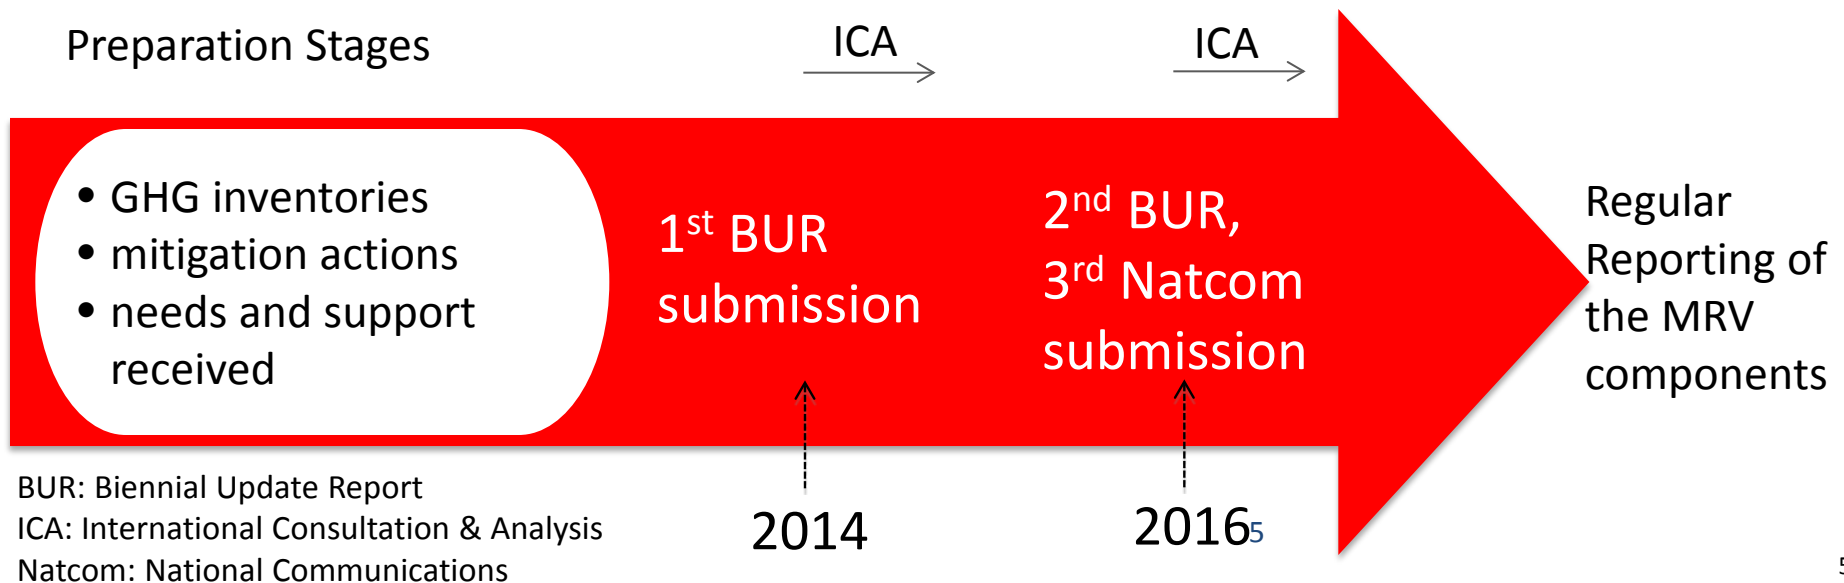 Preparation Stages
ICA
ICA
• GHG inventories
• mitigation actions
• needs and support
received
1st BUR
submission
2nd BUR,
3rd Natcom
submission
Regular
Reporting of
the MRV
components
BUR: Biennial Update Report
ICA: International Consultation & Analysis
Natcom: National Communications
2014
20165
5